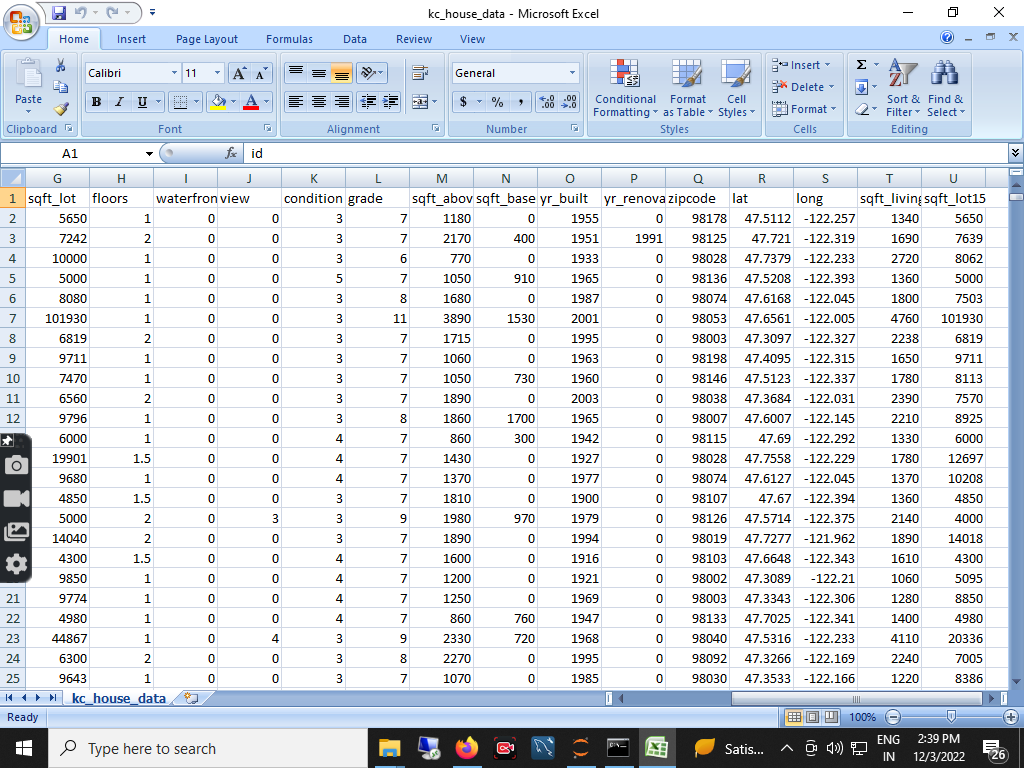 kc_house_data - Microsoft Excel
Home Insert Page Layout Formulas Data Review View
Paste Calibri 11 General Conditional Formatting Format as Table Cell Styles Insert Delete Format Sort & Filter Find & Select
B I U $ % ,
Clipboard Font Alignment Number Styles Cells Editing
A1 fx id
G H I J K L M N O P Q R S T U
1 sqft_lot floors waterfron view condition grade sqft_abov sqft_base yr_built yr_renova zipcode lat long sqft_living sqft_lot15
2 5650 1 0 0 3 7 1180 0 1955 0 98178 47.5112 -122.257 1340 5650
3 7242 2 0 0 3 7 2170 400 1951 1991 98125 47.721 -122.319 1690 7639
4 10000 1 0 0 3 6 770 0 1933 0 98028 47.7379 -122.233 2720 8062
5 5000 1 0 0 5 7 1050 910 1965 0 98136 47.5208 -122.393 1360 5000
6 8080 1 0 0 3 8 1680 0 1987 0 98074 47.6168 -122.045 1800 7503
7 101930 1 0 0 3 11 3890 1530 2001 0 98053 47.6561 -122.005 4760 101930
8 6819 2 0 0 3 7 1715 0 1995 0 98003 47.3097 -122.327 2238 6819
9 9711 1 0 0 3 7 1060 0 1963 0 98198 47.4095 -122.315 1650 9711
10 7470 1 0 0 3 7 1050 730 1960 0 98146 47.5123 -122.337 1780 8113
11 6560 2 0 0 3 7 1890 0 2003 0 98038 47.3684 -122.031 2390 7570
12 9796 1 0 0 3 8 1860 1700 1965 0 98007 47.6007 -122.145 2210 8925
6000 1 0 0 4 7 860 300 1942 0 98115 47.69 -122.292 1330 6000
19901 1.5 0 0 4 7 1430 0 1927 0 98028 47.7558 -122.229 1780 12697
9680 1 0 0 4 7 1370 0 1977 0 98074 47.6127 -122.045 1370 10208
4850 1.5 0 0 3 7 1810 0 1900 0 98107 47.67 -122.394 1360 4850
5000 2 0 3 3 9 1980 970 1979 0 98126 47.5714 -122.375 2140 4000
14040 2 0 0 3 7 1890 0 1994 0 98019 47.7277 -121.962 1890 14018
4300 1.5 0 0 4 7 1600 0 1916 0 98103 47.6648 -122.343 1610 4300
9850 1 0 0 4 7 1200 0 1921 0 98002 47.3089 -122.21 1060 5095
21 9774 1 0 0 4 7 1250 0 1969 0 98003 47.3343 -122.306 1280 8850
22 4980 1 0 0 4 7 860 760 1947 0 98133 47.7025 -122.341 1400 4980
23 44867 1 0 4 3 9 2330 720 1968 0 98040 47.5316 -122.233 4110 20336
24 6300 2 0 0 3 8 2270 0 1995 0 98092 47.3266 -122.169 2240 7005
25 9643 1 0 0 3 7 1070 0 1985 0 98030 47.3533 -122.166 1220 8386
kc_house_data
Ready 100%
Type here to search Satis... ENG IN 2:39 PM 12/3/2022 26